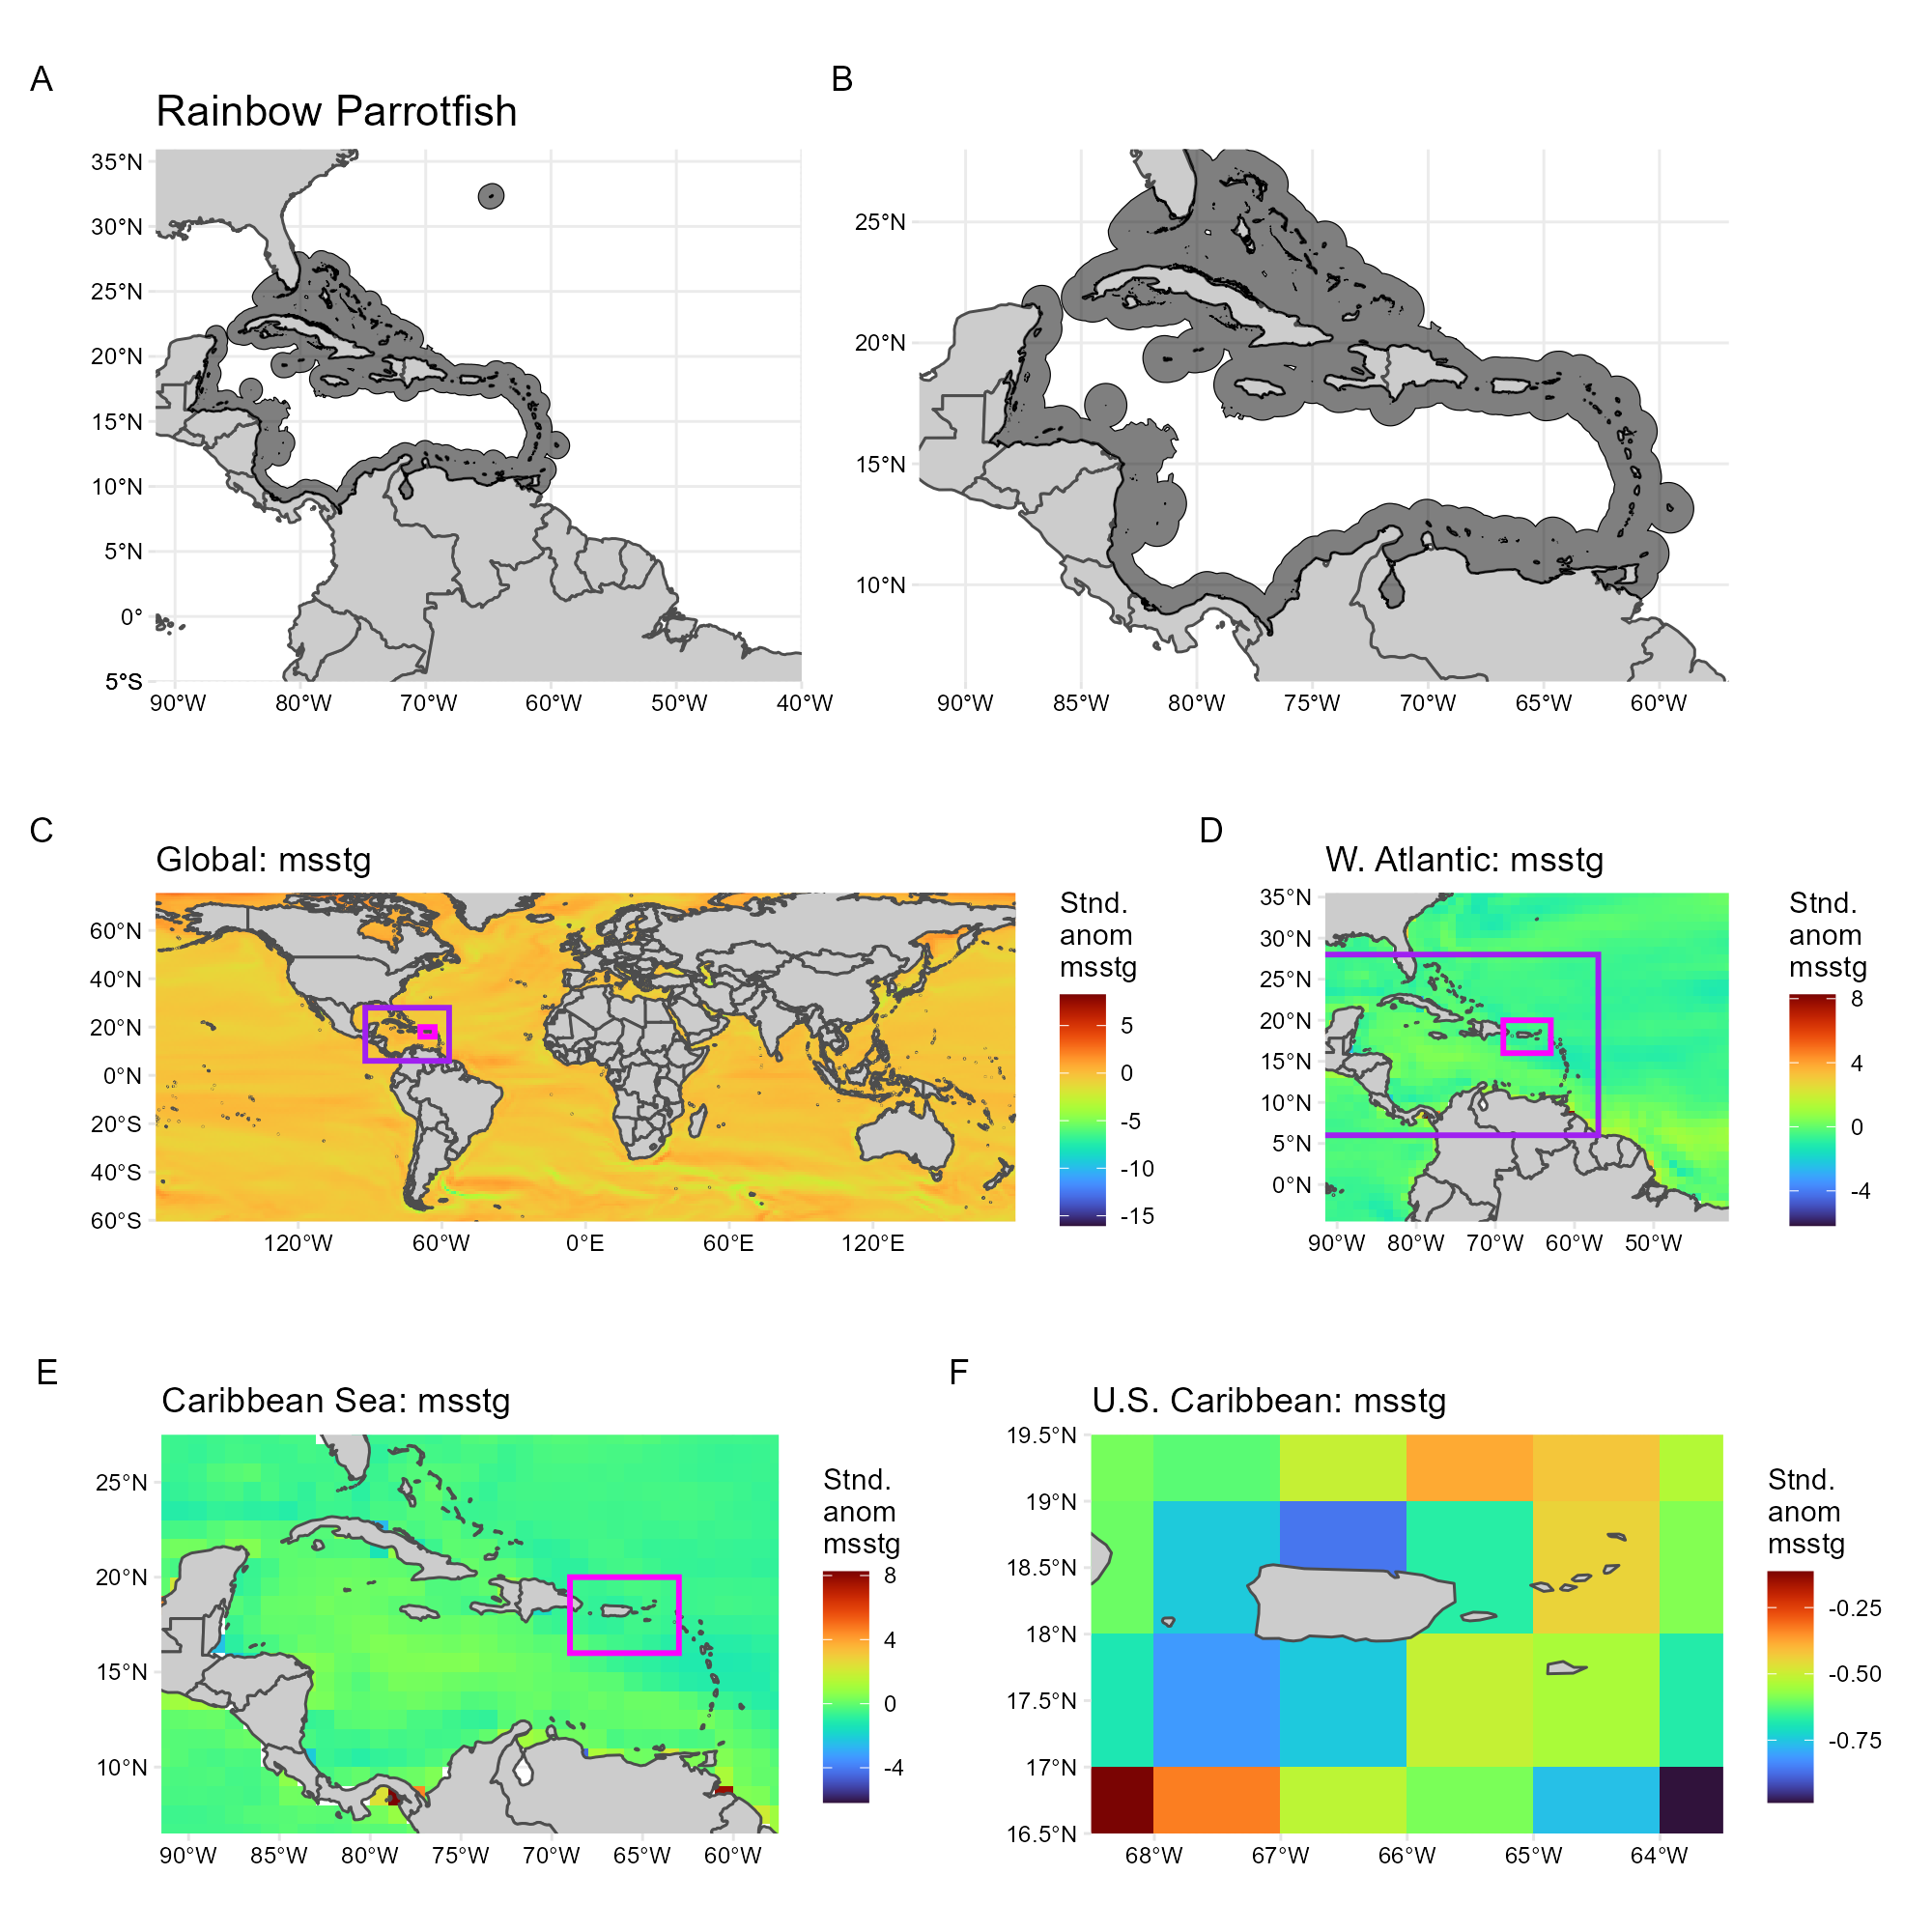 A
B
Rainbow Parrotfish
35°N
30°N
25°N
20°N
15°N
10°N
5°N
0°
5°S
90°W 80°W 70°W 60°W 50°W 40°W
25°N
20°N
15°N
10°N
90°W 85°W 80°W 75°W 70°W 65°W 60°W
C
Global: msstg
60°N
40°N
20°N
0°N
20°S
40°S
60°S
120°W 60°W 0°E 60°E 120°E
Stnd.
anom
msstg
5
0
-5
-10
-15
D
W. Atlantic: msstg
35°N
30°N
25°N
20°N
15°N
10°N
5°N
0°N
90°W 80°W 70°W 60°W 50°W
Stnd.
anom
msstg
8
4
0
-4
E
Caribbean Sea: msstg
25°N
20°N
15°N
10°N
90°W 85°W 80°W 75°W 70°W 65°W 60°W
Stnd.
anom
msstg
8
4
0
-4
F
U.S. Caribbean: msstg
19.5°N
19°N
18.5°N
18°N
17.5°N
17°N
16.5°N
68°W 67°W 66°W 65°W 64°W
Stnd.
anom
msstg
-0.25
-0.50
-0.75